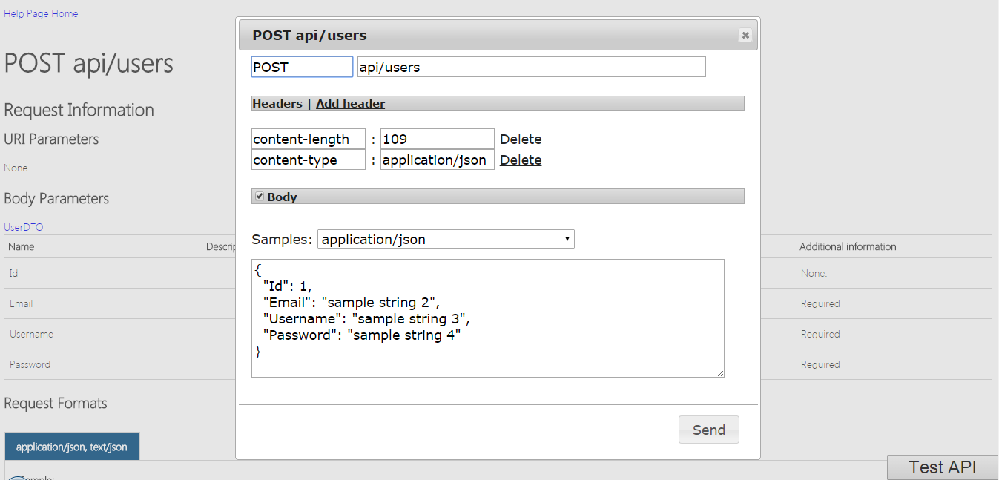 Help Page Home
POST api/users
Request Information
URI Parameters
None.
Body Parameters
UserDTO
Name Descrip Additional information
Id None.
Email Required
Username Required
Password Required
Request Formats
application/json, text/json
POST api/users
POST api/users
Headers | Add header
content-length : 109 Delete
content-type : application/json Delete
Body
Samples: application/json
{
"Id": 1,
"Email": "sample string 2",
"Username": "sample string 3",
"Password": "sample string 4"
}
Send
Test API